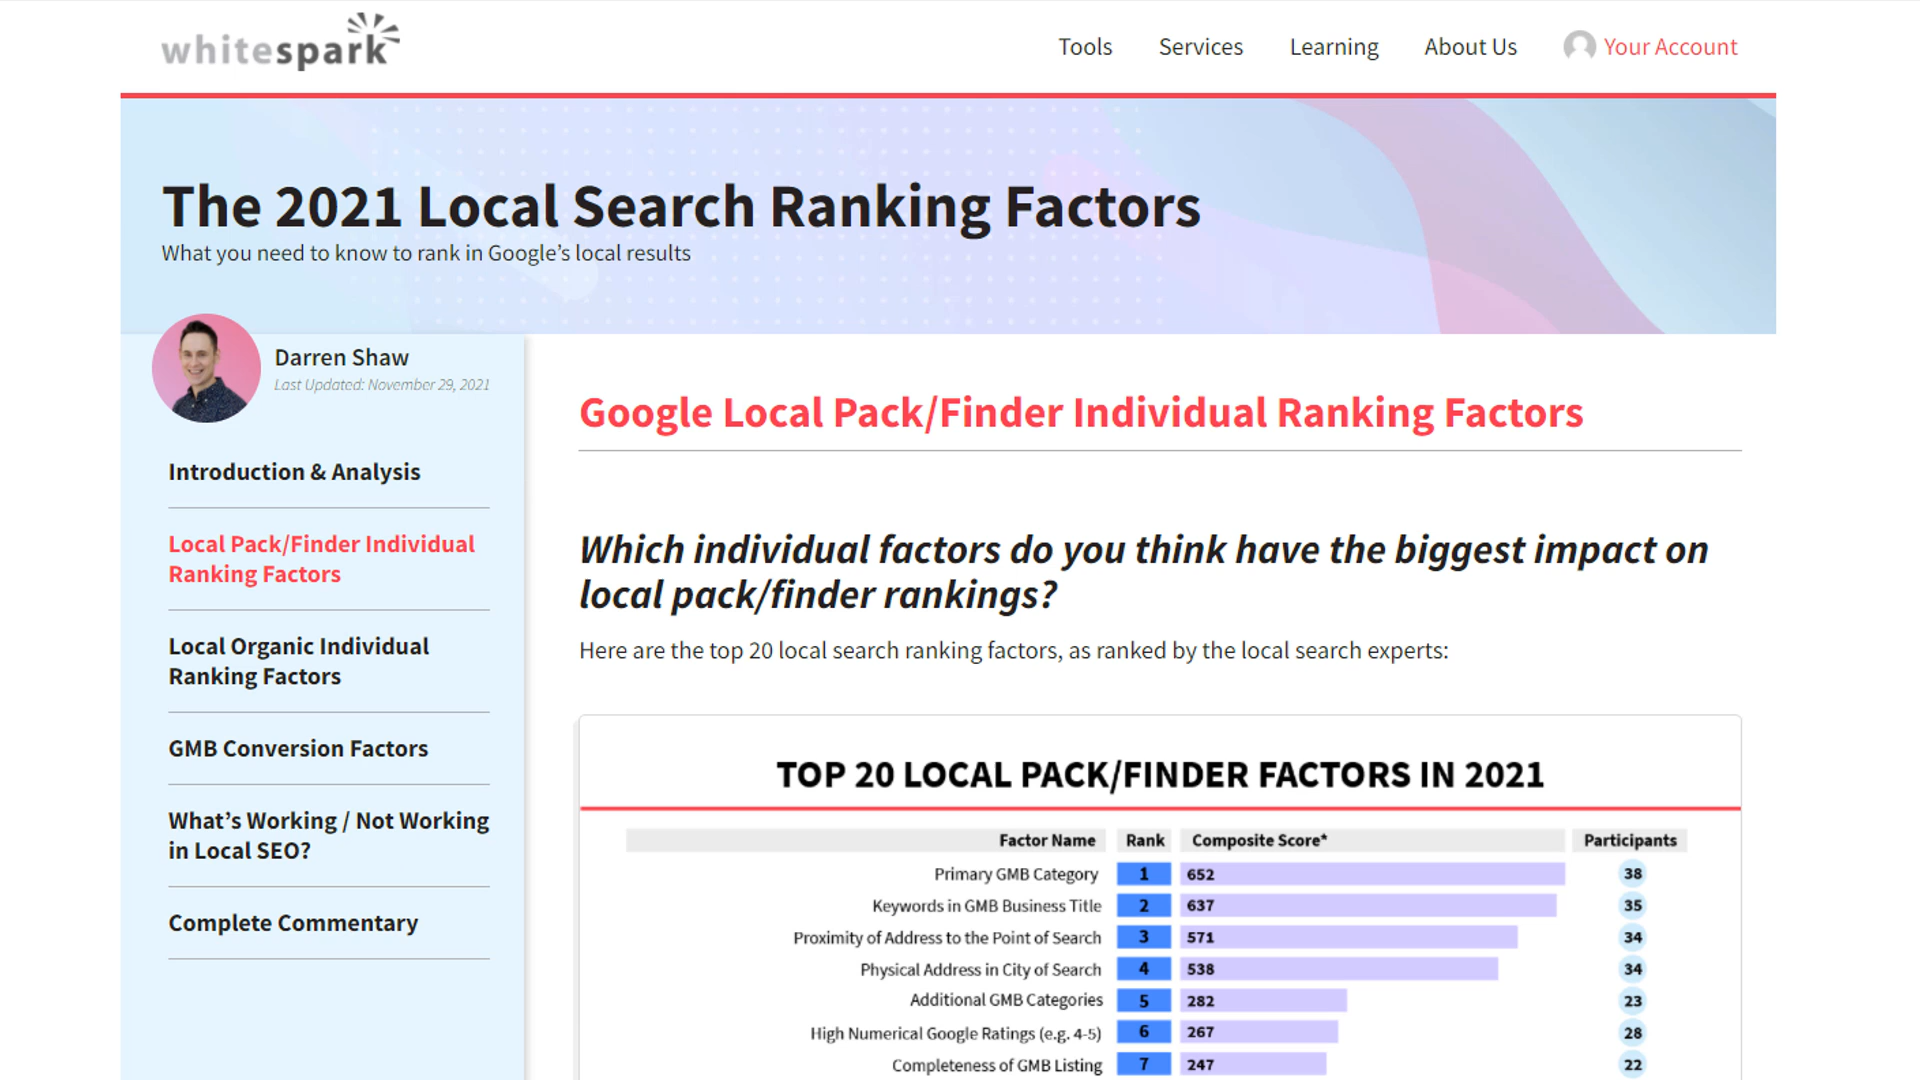 whitespark
Tools Services Learning About Us Your Account
The 2021 Local Search Ranking Factors
What you need to know to rank in Google’s local results
Darren Shaw
Last Updated: November 29, 2021
Introduction & Analysis
Local Pack/Finder Individual
Ranking Factors
Local Organic Individual
Ranking Factors
GMB Conversion Factors
What’s Working / Not Working
in Local SEO?
Complete Commentary
Google Local Pack/Finder Individual Ranking Factors
Which individual factors do you think have the biggest impact on
local pack/finder rankings?
Here are the top 20 local search ranking factors, as ranked by the local search experts:
TOP 20 LOCAL PACK/FINDER FACTORS IN 2021
Factor Name Rank Composite Score* Participants
Primary GMB Category 1 652 38
Keywords in GMB Business Title 2 637 35
Proximity of Address to the Point of Search 3 571 34
Physical Address in City of Search 4 538 34
Additional GMB Categories 5 282 23
High Numerical Google Ratings (e.g. 4-5) 6 267 28
Completeness of GMB Listing 7 247 22